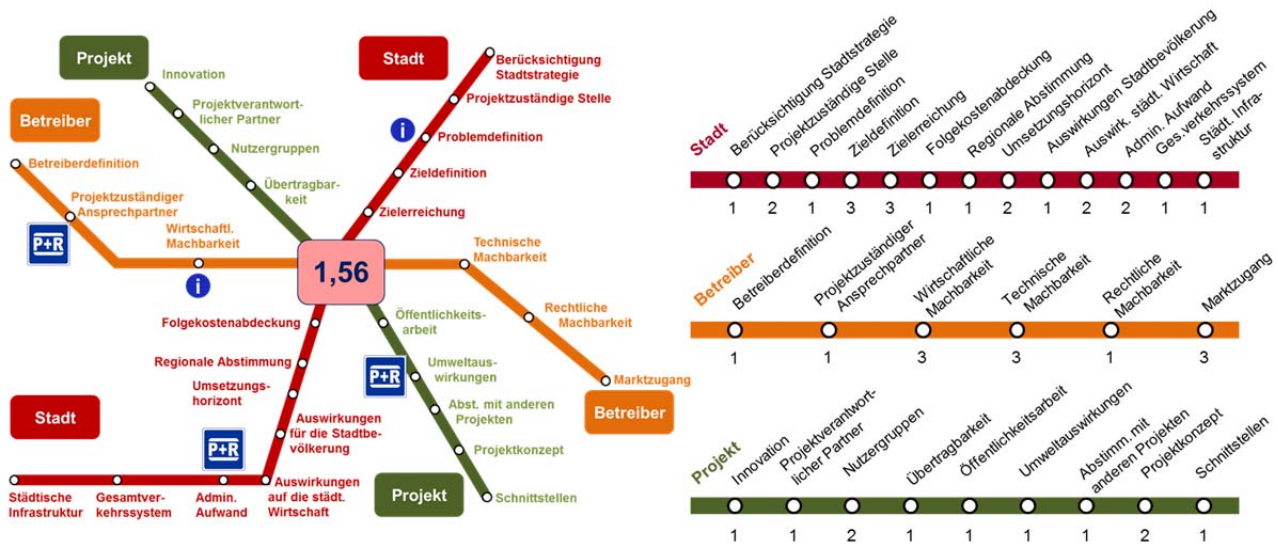 Projekt
Innovation
Projektverantwort-
licher Partner
Nutzergruppen
Übertragbar-
keit
Betreiber
Betreiberdefinition
Projektzuständiger
Ansprechpartner
Wirtschaftl.
Machbarkeit
P+R
i
Stadt
Berücksichtigung
Stadtstrategie
Projektzuständige Stelle
i
Problemdefinition
Zieldefinition
Zielerreichung
1,56
Technische
Machbarkeit
Rechtliche
Machbarkeit
Marktzugang
Betreiber
Folgekostenabdeckung
Regionale Abstimmung
Umsetzungs-
horizont
Auswirkungen
für die Stadtbe-
völkerung
Auswirkungen
auf die städt.
Wirtschaft
P+R
Admin.
Aufwand
Gesamtver-
kehrssystem
Städtische
Infrastruktur
Stadt
Öffentlichkeits-
arbeit
P+R
Umweltaus-
wirkungen
Abst. mit anderen
Projekten
Projektkonzept
Schnittstellen
Projekt
Stadt
Berücksichtigung Stadtstrategie
Projektzuständige Stelle
Problemdefinition
Zieldefinition
Zielerreichung
Folgekostenabdeckung
Regionale Abstimmung
Umsetzungshorizont
Auswirkungen Stadtbevölkerung
Auswirk. städt. Wirtschaft
Admin. Aufwand
Ges.verkehrssystem
Städt. Infra-
struktur
1 2 1 3 3 1 1 2 1 2 2 1 1
Betreiber
Betreiberdefinition
Projektzuständiger
Ansprechpartner
Wirtschaftliche
Machbarkeit
Technische
Machbarkeit
Rechtliche
Machbarkeit
Marktzugang
1 1 3 3 1 3
Projekt
Innovation
Projektverantwort-
licher Partner
Nutzergruppen
Übertragbarkeit
Öffentlichkeitsarbeit
Umweltauswirkungen
Abstimm. mit
anderen Projekten
Projektkonzept
Schnittstellen
1 1 2 1 1 1 1 2 1